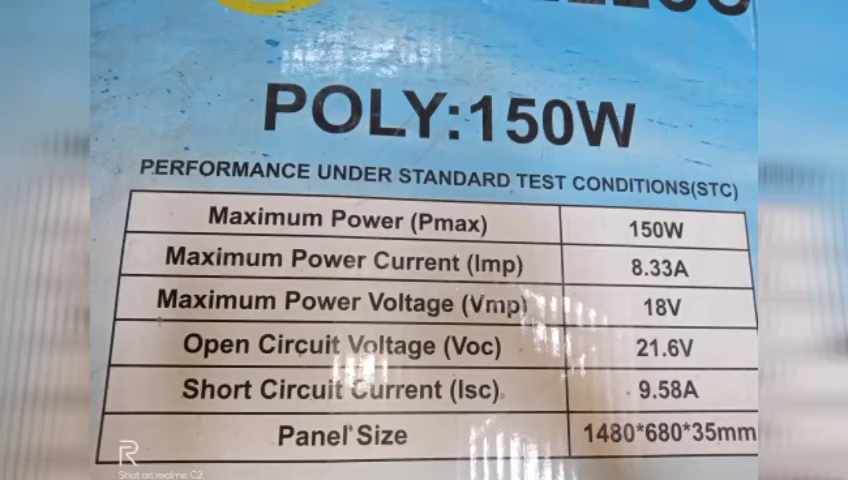 POLY:150W
PERFORMANCE UNDER STANDARD TEST CONDITIONS(STC)
Maximum Power (Pmax) 150W
Maximum Power Current (Imp) 8.33A
Maximum Power Voltage (Vmp) 18V
Open Circuit Voltage (Voc) 21.6V
Short Circuit Current (Isc) 9.58A
Panel Size 1480*680*35mm
R
Shot on realme C2